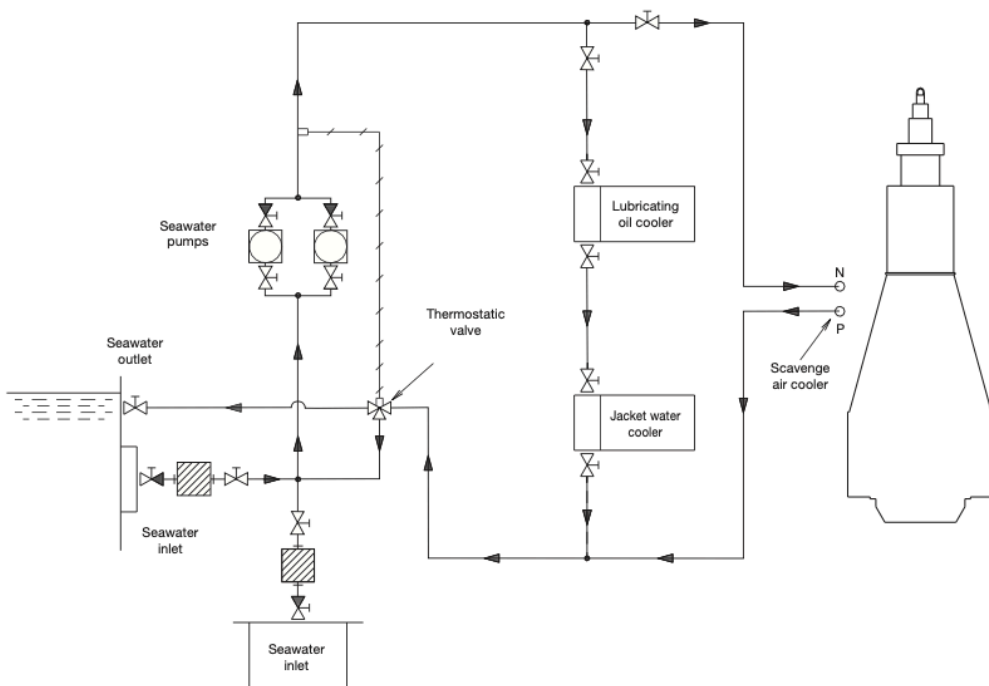 Lubricating
oil cooler
Seawater
pumps
N
Thermostatic
valve
P
Seawater
outlet
Scavenge
air cooler
Jacket water
cooler
Seawater
inlet
Seawater
inlet